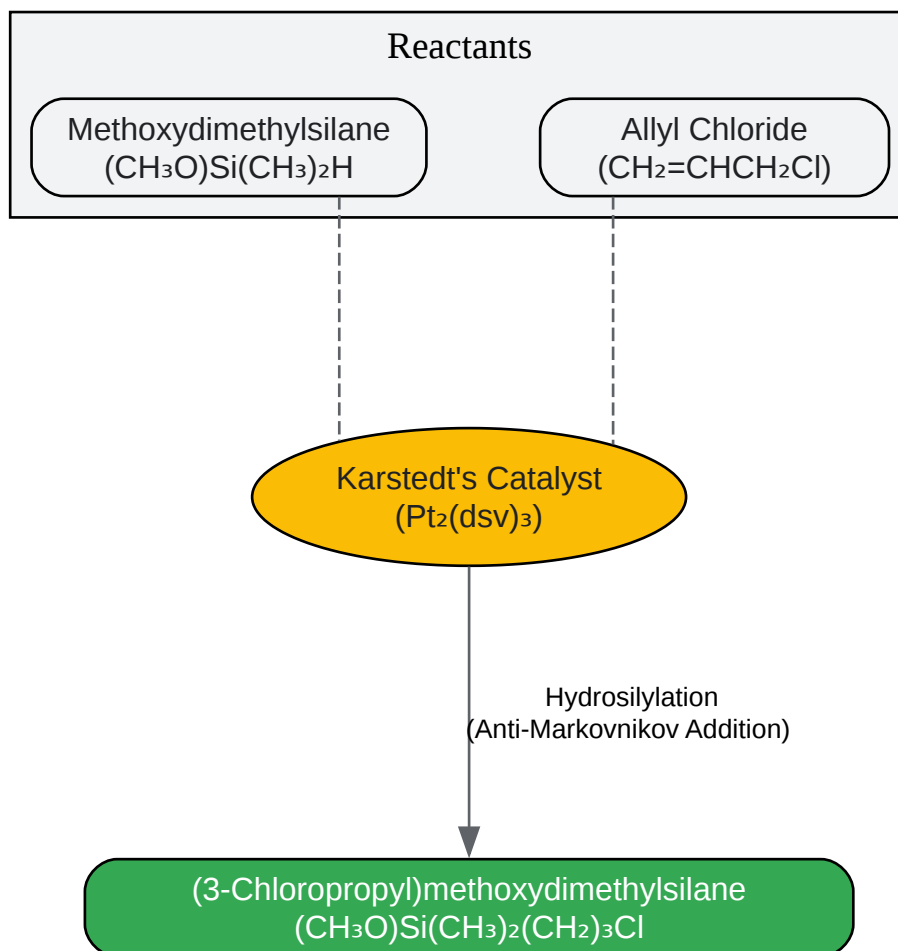 Reactants
Methoxydimethylsilane
(CH₃O)Si(CH₃)₂H
Allyl Chloride
(CH₂=CHCH₂Cl)
Karstedt's Catalyst
(Pt₂(dsv)₃)
Hydrosilylation
(Anti-Markovnikov Addition)
(3-Chloropropyl)methoxydimethylsilane
(CH₃O)Si(CH₃)₂(CH₂)₃Cl